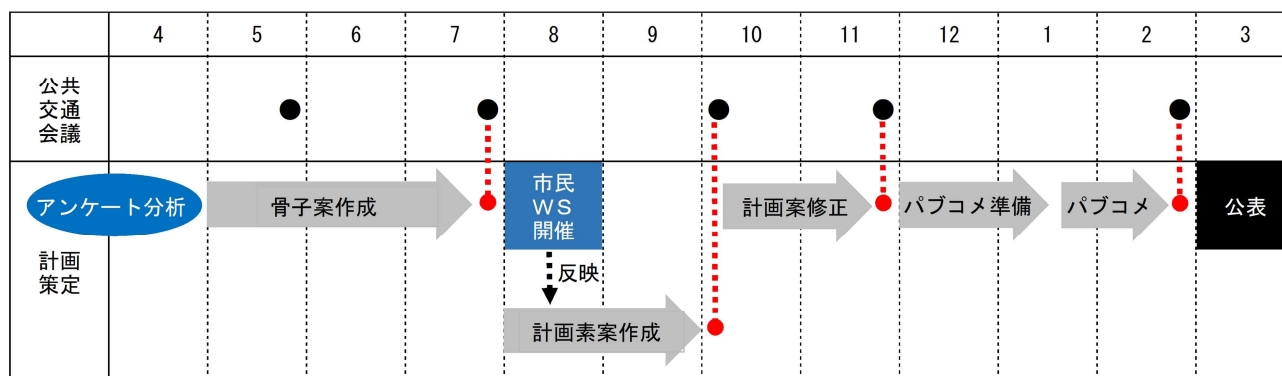 4 5 6 7 8 9 10 11 12 1 2 3
公共
交通
会議
計画
策定
アンケート分析
骨子案作成
市民
ＷＳ
開催
反映
計画素案作成
計画案修正
パブコメ準備
パブコメ
公表